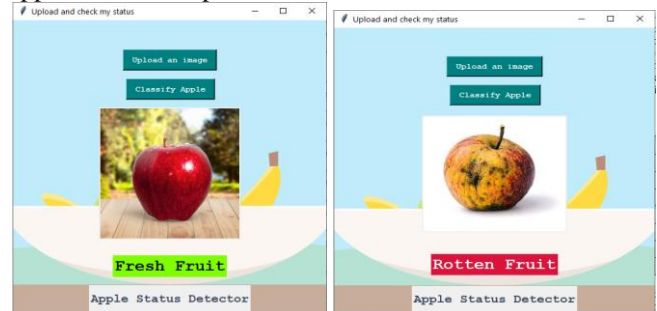 Upload and check my status
Upload an image
Classify Apple
Fresh Fruit
Apple Status Detector
Upload and check my status
Upload an image
Classify Apple
Rotten Fruit
Apple Status Detector